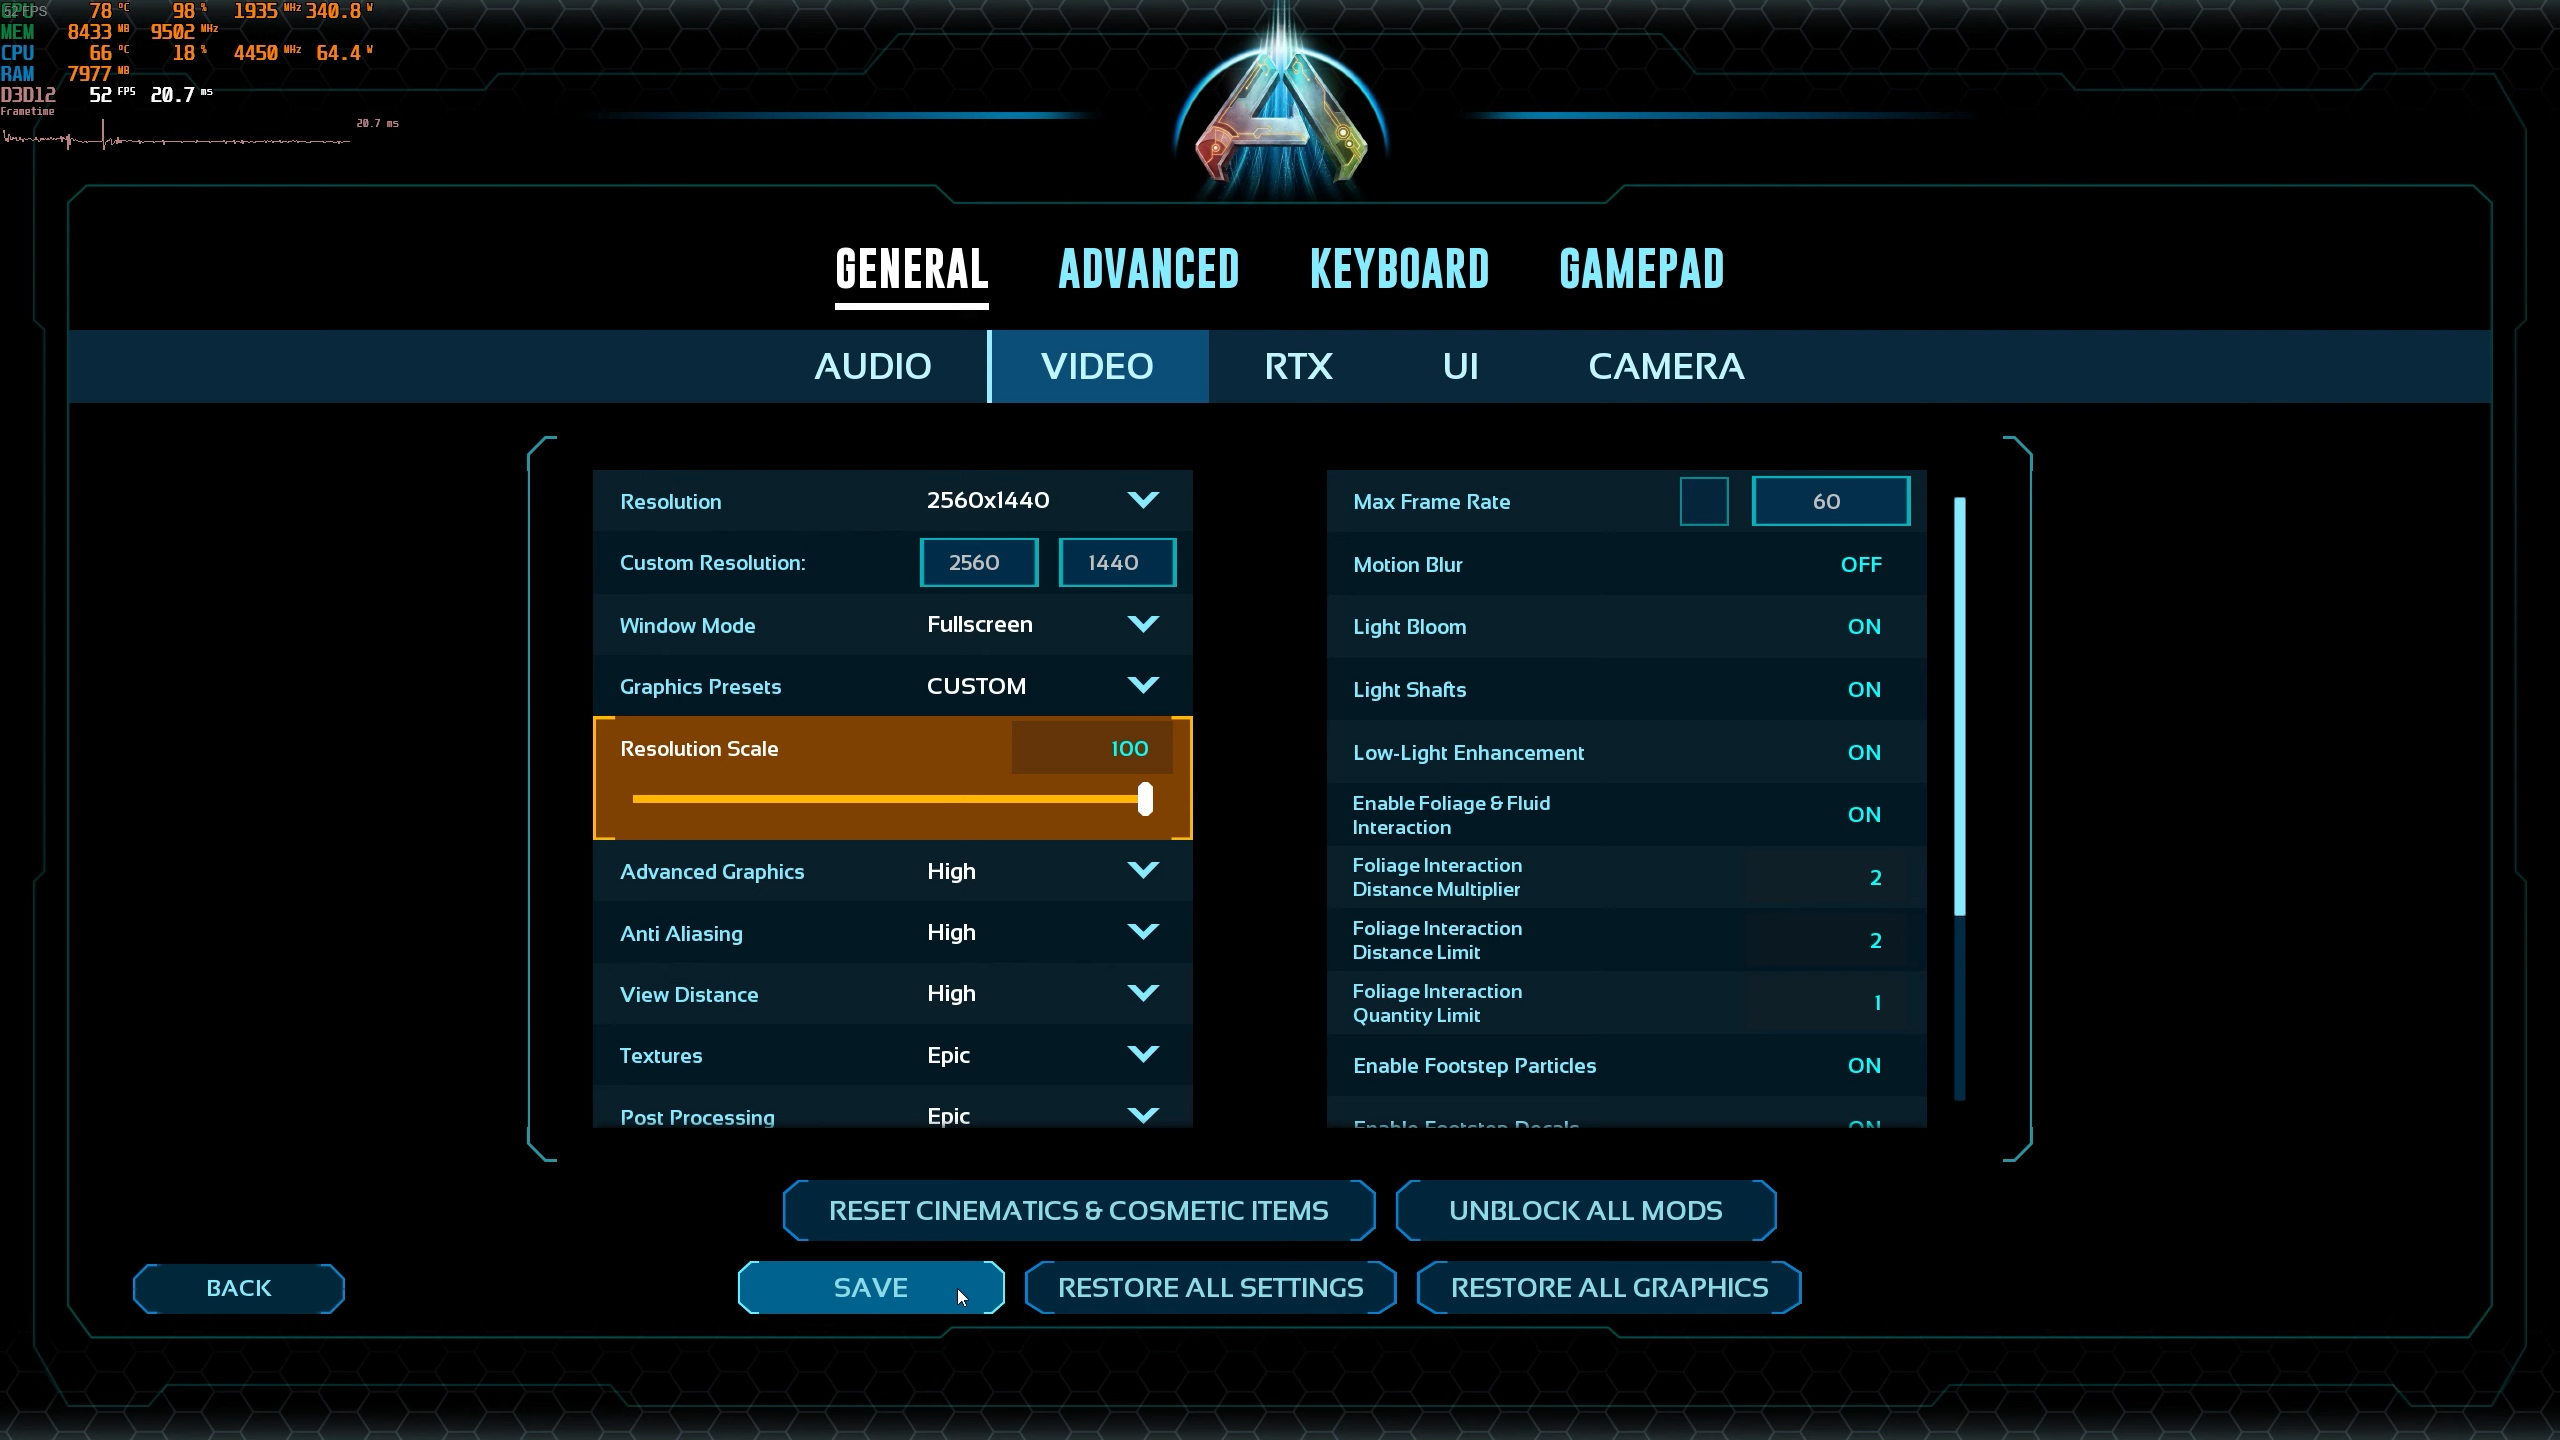 GPU 78 °C 98 % 1935 MHz 340.8 W
MEM 8433 MB 9502 MHz
CPU 66 °C 18 % 4450 MHz 64.4 W
RAM 7977 MB
D3D12 52 FPS 20.7 ms
Frametime
20.7 ms
GENERAL ADVANCED KEYBOARD GAMEPAD
AUDIO VIDEO RTX UI CAMERA
Resolution 2560x1440
Custom Resolution: 2560 1440
Window Mode Fullscreen
Graphics Presets CUSTOM
Resolution Scale 100
Advanced Graphics High
Anti Aliasing High
View Distance High
Textures Epic
Post Processing Epic
Max Frame Rate 60
Motion Blur OFF
Light Bloom ON
Light Shafts ON
Low-Light Enhancement ON
Enable Foliage & Fluid
Interaction ON
Foliage Interaction
Distance Multiplier 2
Foliage Interaction
Distance Limit 2
Foliage Interaction
Quantity Limit 1
Enable Footstep Particles ON
Enable Footstep Decals ON
RESET CINEMATICS & COSMETIC ITEMS UNBLOCK ALL MODS
BACK SAVE RESTORE ALL SETTINGS RESTORE ALL GRAPHICS